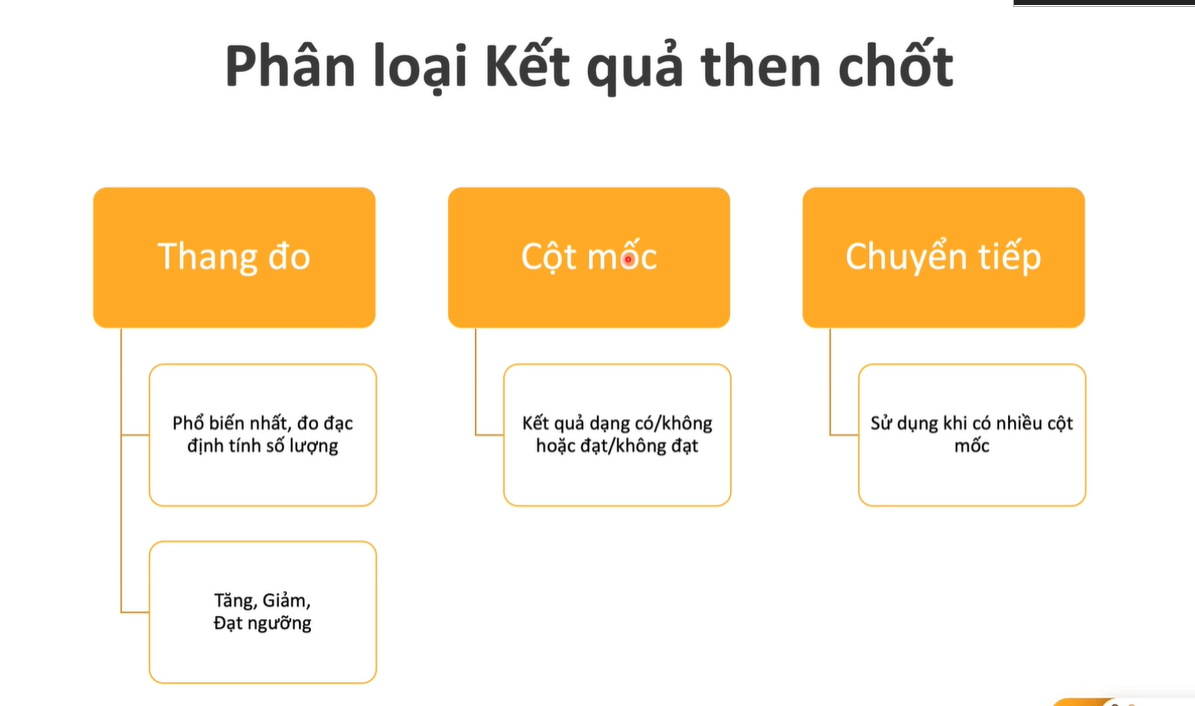 Phân loại Kết quả then chốt
Thang đo
Phổ biến nhất, đo đạc
định tính số lượng
Tăng, Giảm,
Đạt ngưỡng
Cột mốc
Kết quả dạng có/không
hoặc đạt/không đạt
Chuyển tiếp
Sử dụng khi có nhiều cột
mốc